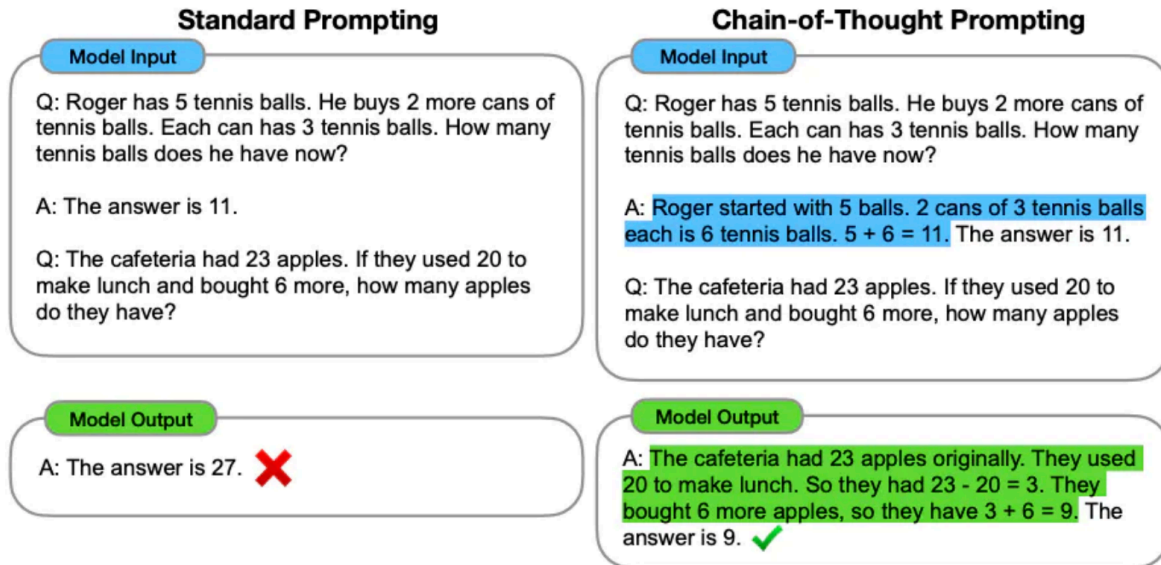 Standard Prompting
Model Input
Q: Roger has 5 tennis balls. He buys 2 more cans of
tennis balls. Each can has 3 tennis balls. How many
tennis balls does he have now?
A: The answer is 11.
Q: The cafeteria had 23 apples. If they used 20 to
make lunch and bought 6 more, how many apples
do they have?
Model Output
A: The answer is 27.
Chain-of-Thought Prompting
Model Input
Q: Roger has 5 tennis balls. He buys 2 more cans of
tennis balls. Each can has 3 tennis balls. How many
tennis balls does he have now?
A: Roger started with 5 balls. 2 cans of 3 tennis balls
each is 6 tennis balls. 5 + 6 = 11. The answer is 11.
Q: The cafeteria had 23 apples. If they used 20 to
make lunch and bought 6 more, how many apples
do they have?
Model Output
A: The cafeteria had 23 apples originally. They used
20 to make lunch. So they had 23 - 20 = 3. They
bought 6 more apples, so they have 3 + 6 = 9. The
answer is 9.